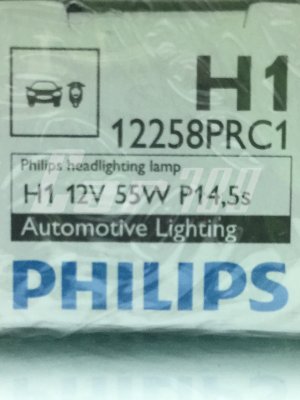 H1
12258PRC1
Philips headlighting lamp
H1 12V 55W P14,5s
Automotive Lighting
PHILIPS